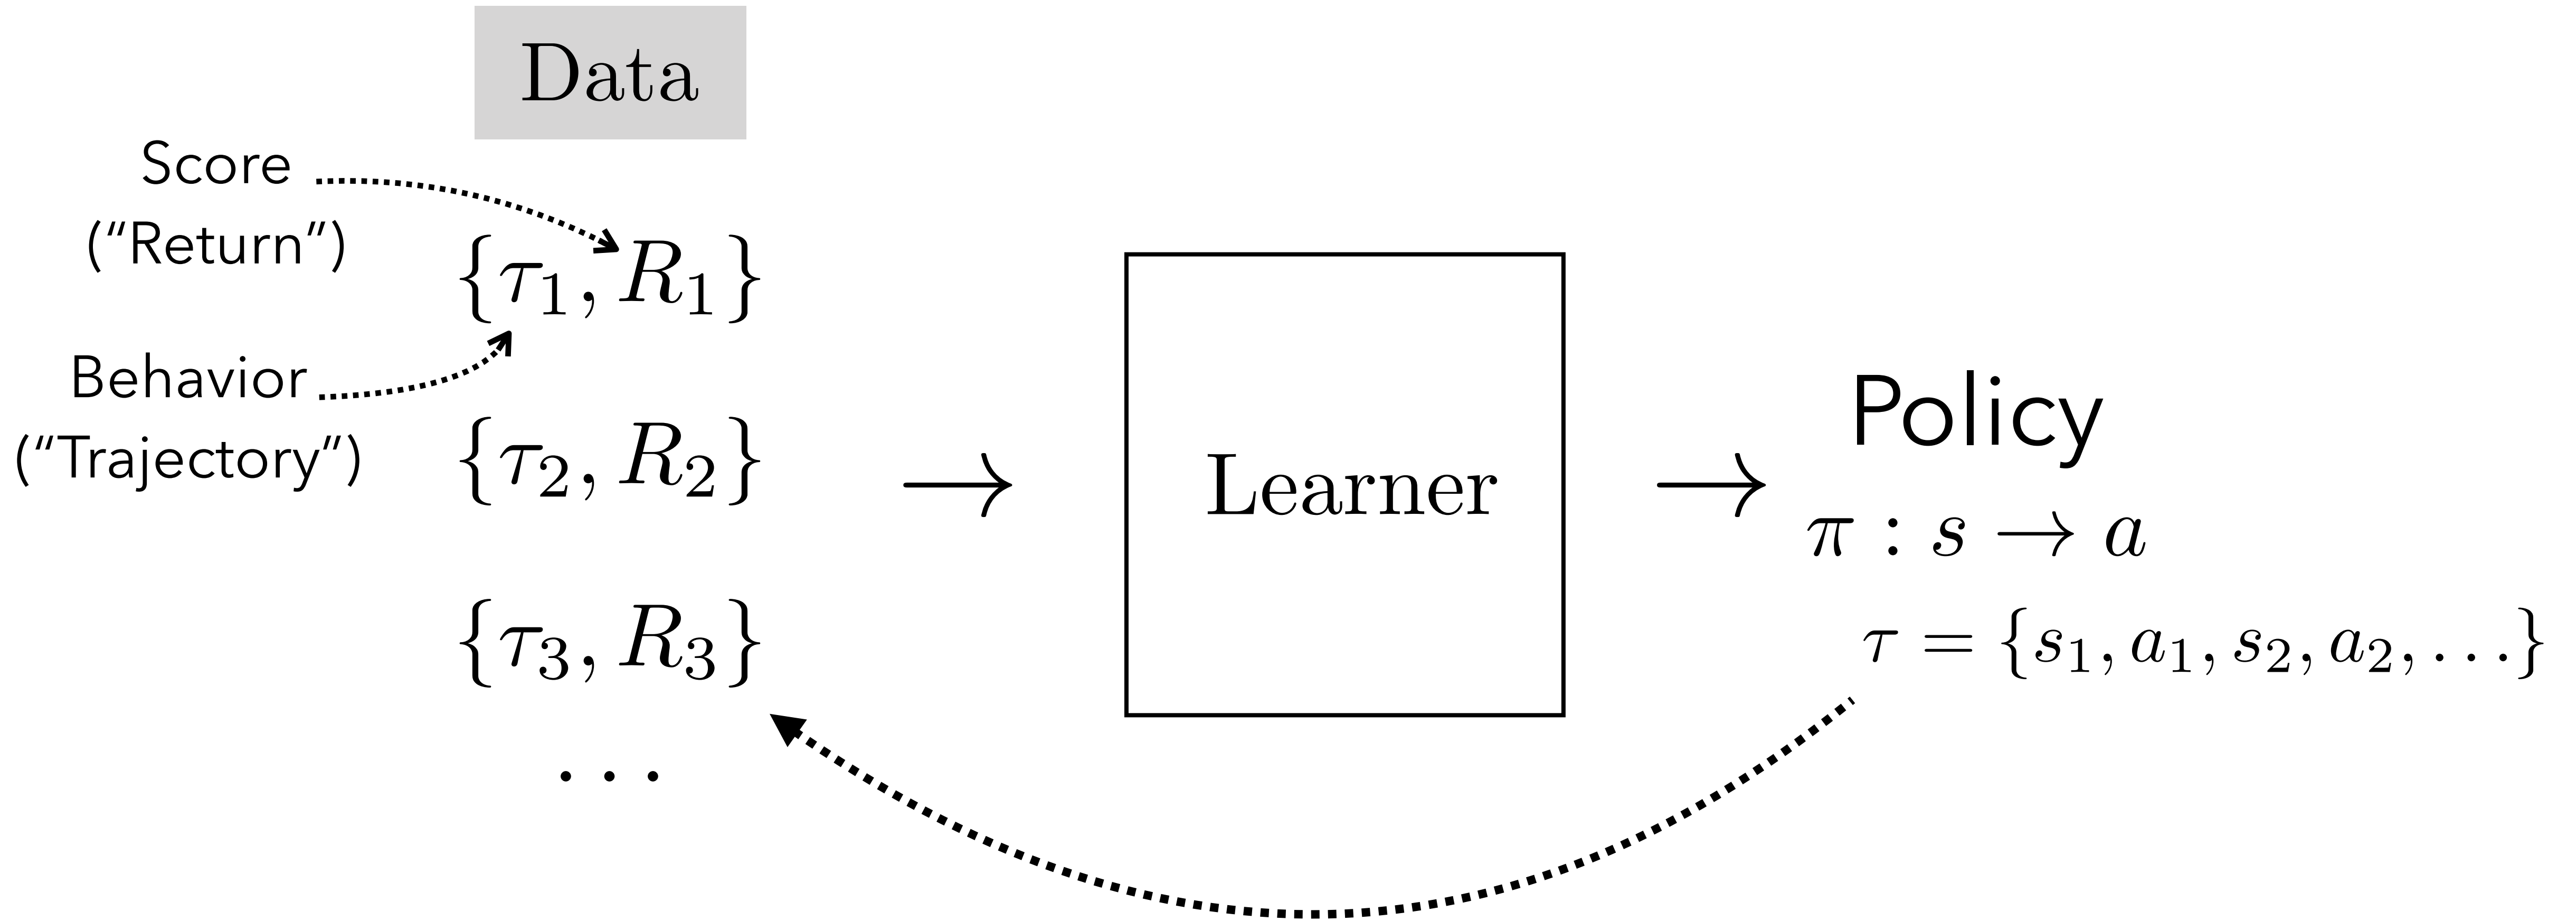 Data
Score
(“Return”)
{τ₁, R₁}
Behavior
(“Trajectory”)
{τ₂, R₂}
{τ₃, R₃}
...
Learner
Policy
π : s → a
τ = {s₁, a₁, s₂, a₂, ...}